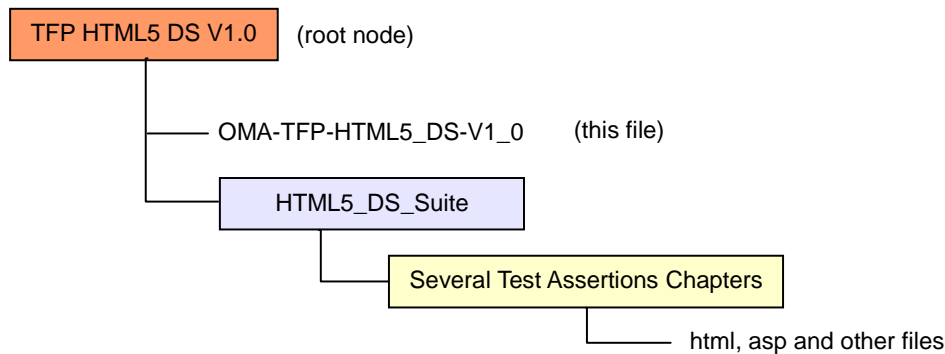 TFP HTML5 DS V1.0 (root node)
OMA-TFP-HTML5_DS-V1_0 (this file)
HTML5_DS_Suite
Several Test Assertions Chapters
html, asp and other files